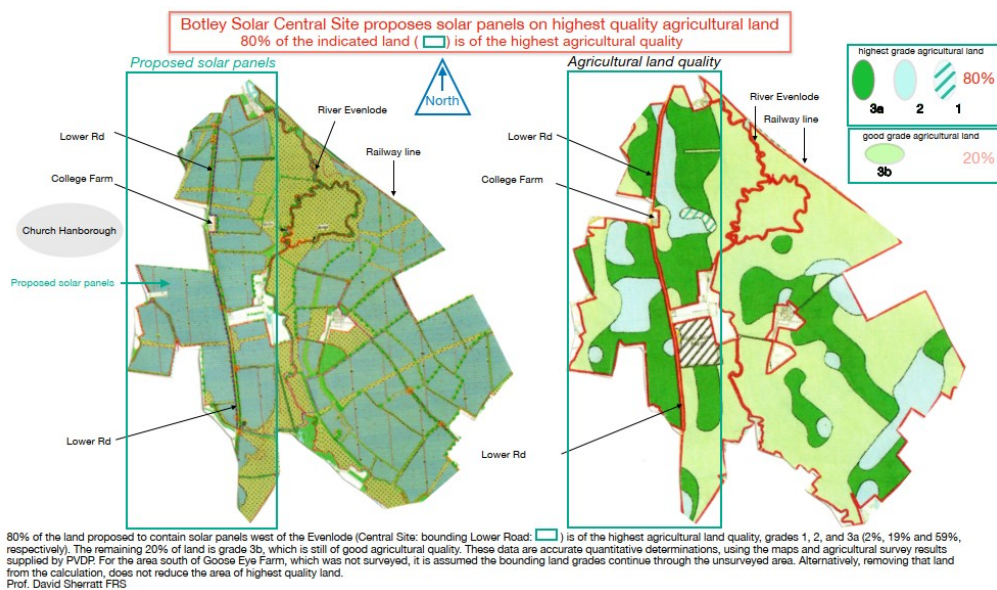 Botley Solar Central Site proposes solar panels on highest quality agricultural land
80% of the indicated land ( ) is of the highest agricultural quality
Proposed solar panels
North
River Evenlode
Lower Rd
Railway line
College Farm
Church Hanborough
Proposed solar panels
Lower Rd
Agricultural land quality
River Evenlode
Lower Rd
Railway line
College Farm
Lower Rd
highest grade agricultural land
80%
3a 2 1
good grade agricultural land
20%
3b
80% of the land proposed to contain solar panels west of the Evenlode (Central Site: bounding Lower Road: ) is of the highest agricultural land quality, grades 1, 2, and 3a (2%, 19% and 59%,
respectively). The remaining 20% of land is grade 3b, which is still of good agricultural quality. These data are accurate quantitative determinations, using the maps and agricultural survey results
supplied by PVDP. For the area south of Goose Eye Farm, which was not surveyed, it is assumed the bounding land grades continue through the unsurveyed area. Alternatively, removing that land
from the calculation, does not reduce the area of highest quality land.
Prof. David Sherratt FRS